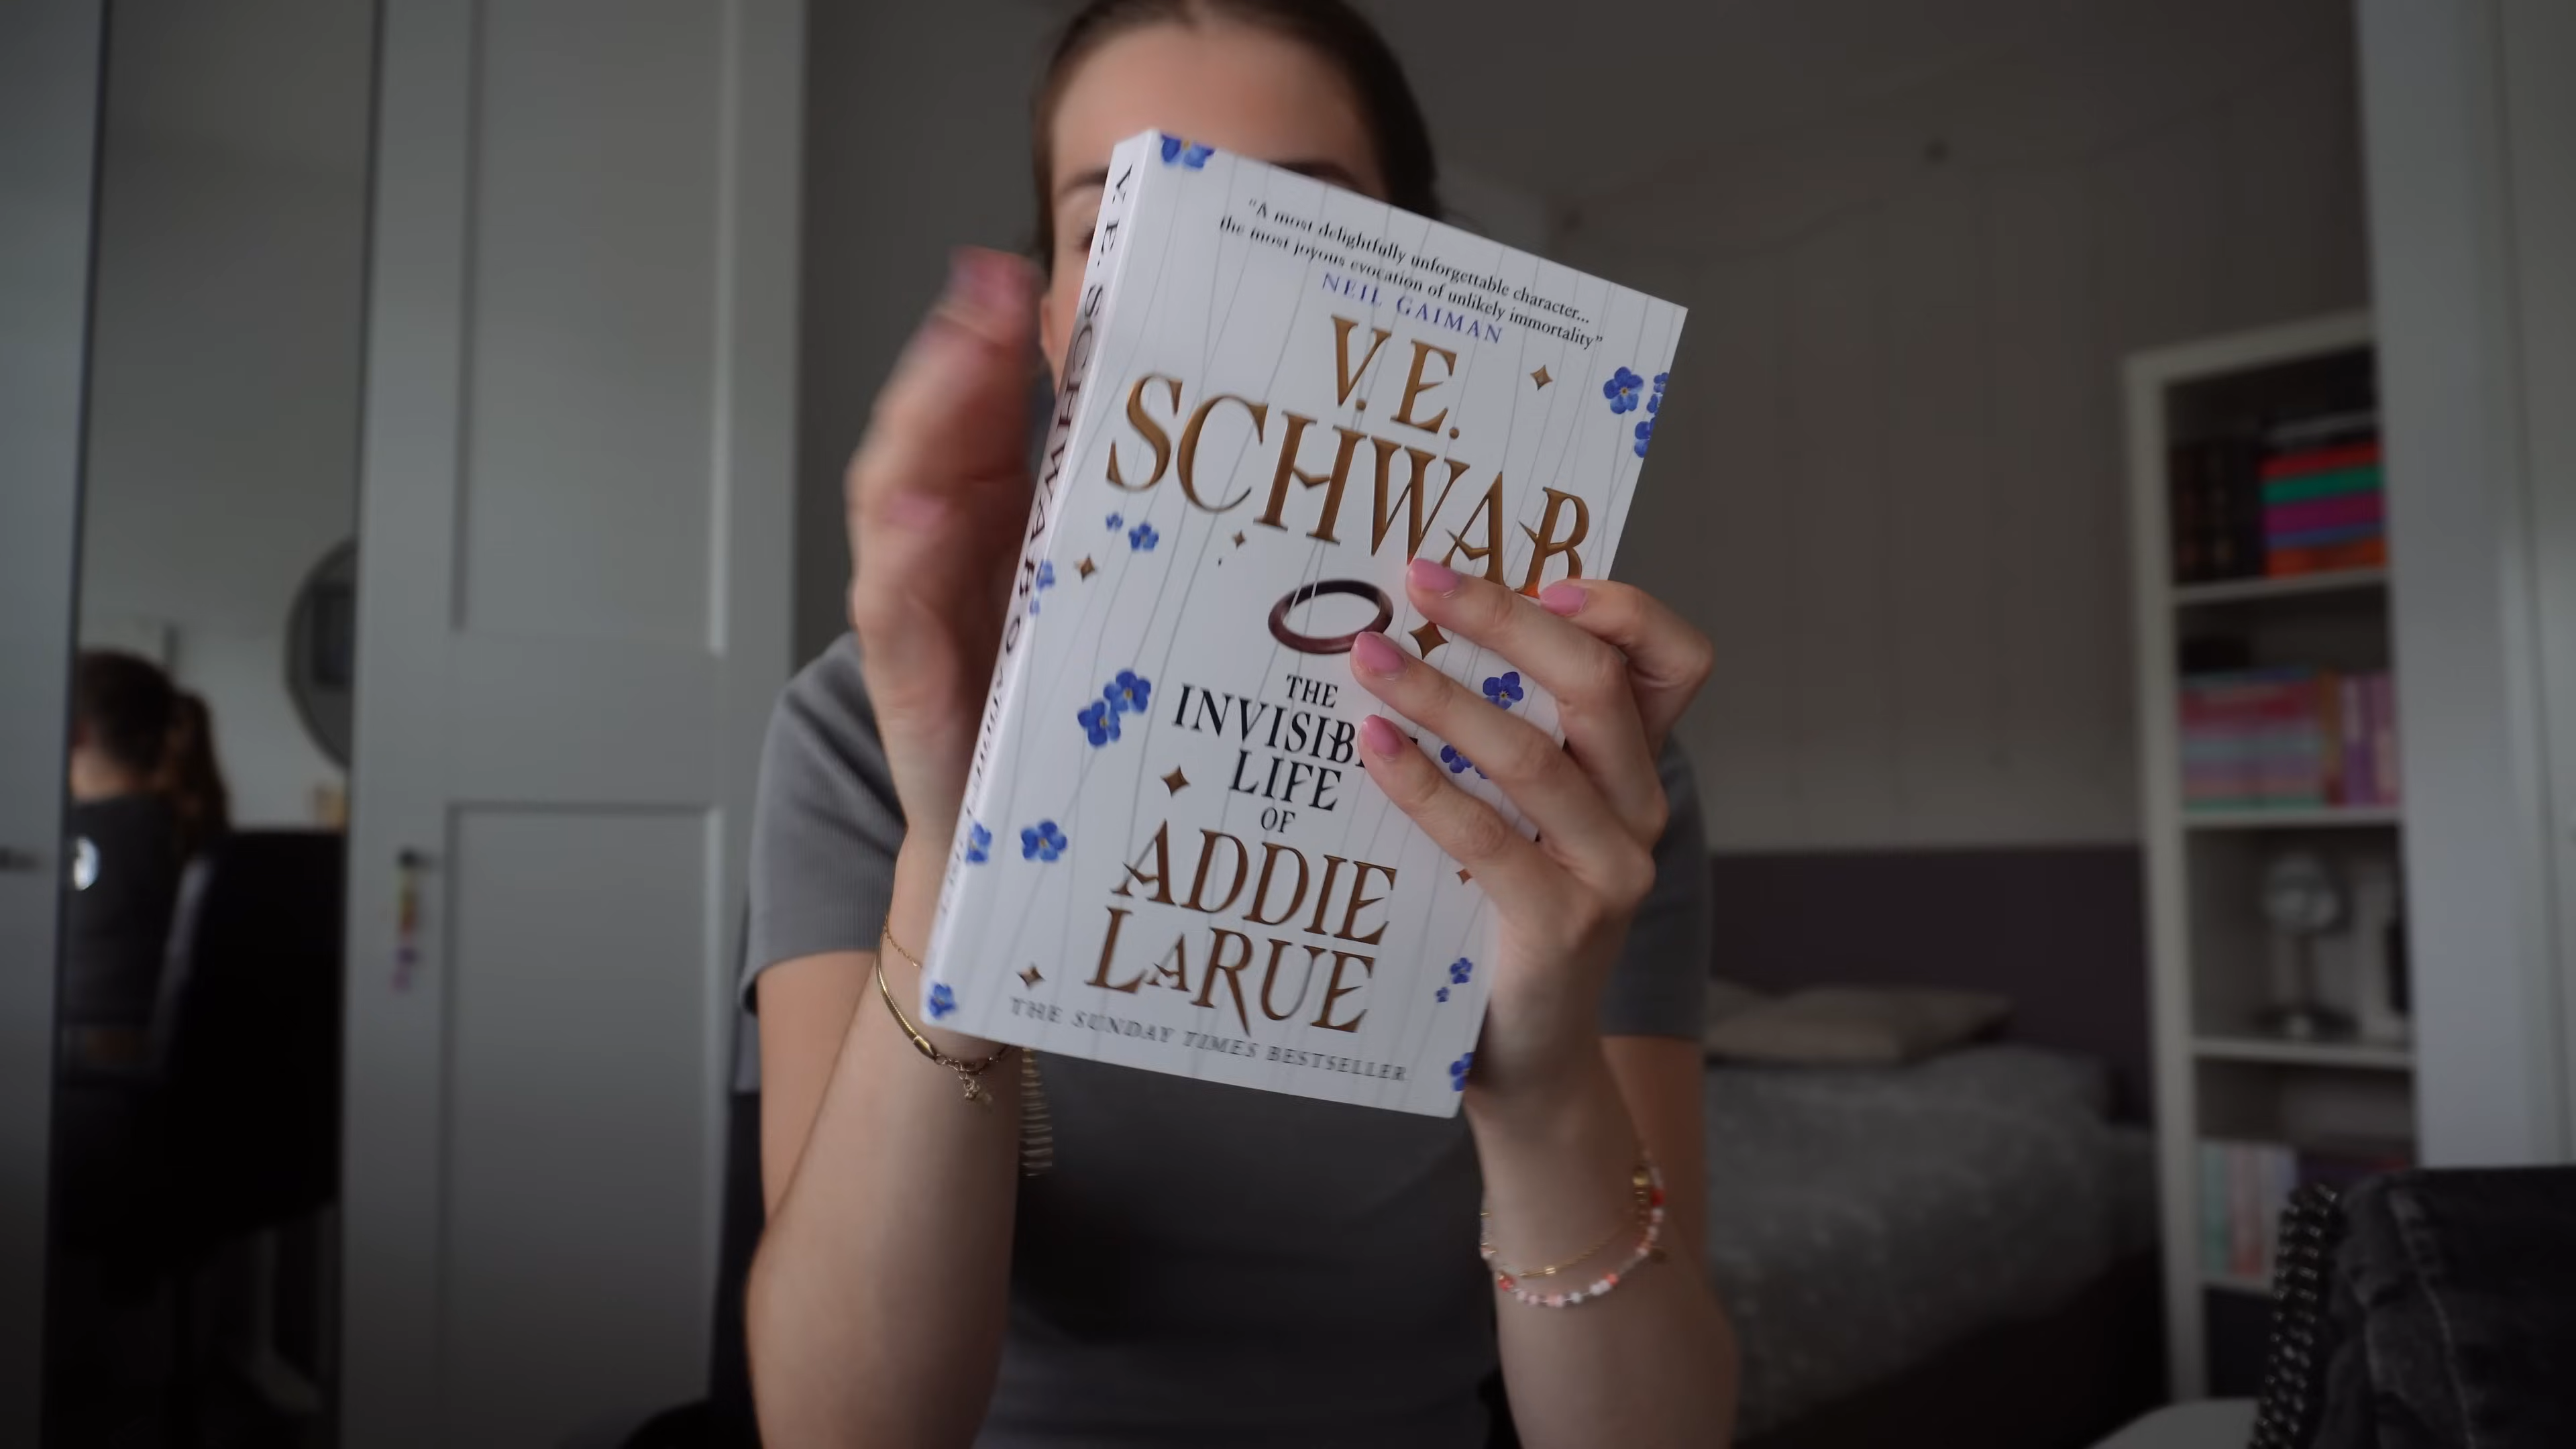 "A most delightfully unforgettable character...
the most joyous evocation of unlikely immortality"
NEIL GAIMAN
V.E.
SCHWAB
THE
INVISIB
LIFE
OF
ADDIE
LARUE
THE SUNDAY TIMES BESTSELLER
V. E. SCHWAB